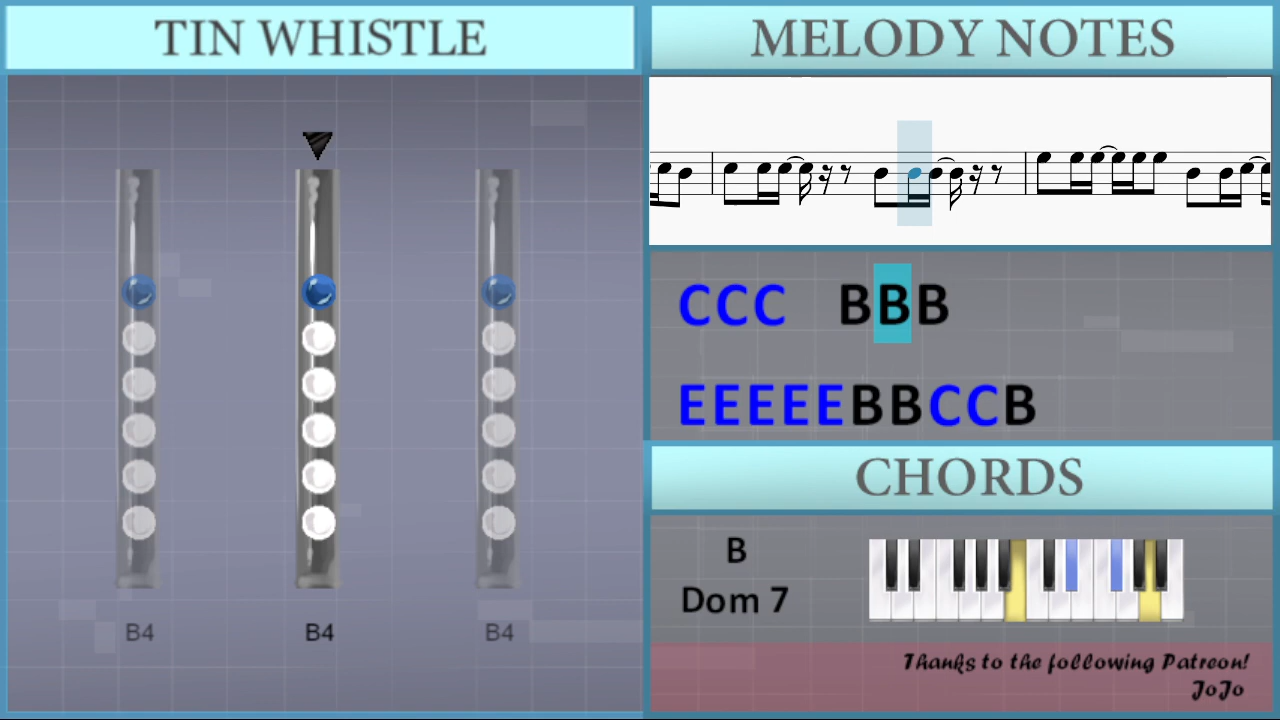 TIN WHISTLE
B4 B4 B4
MELODY NOTES
CCC BBB
EEEEEBBCCB
CHORDS
B
Dom 7
Thanks to the following Patreon!
JoJo